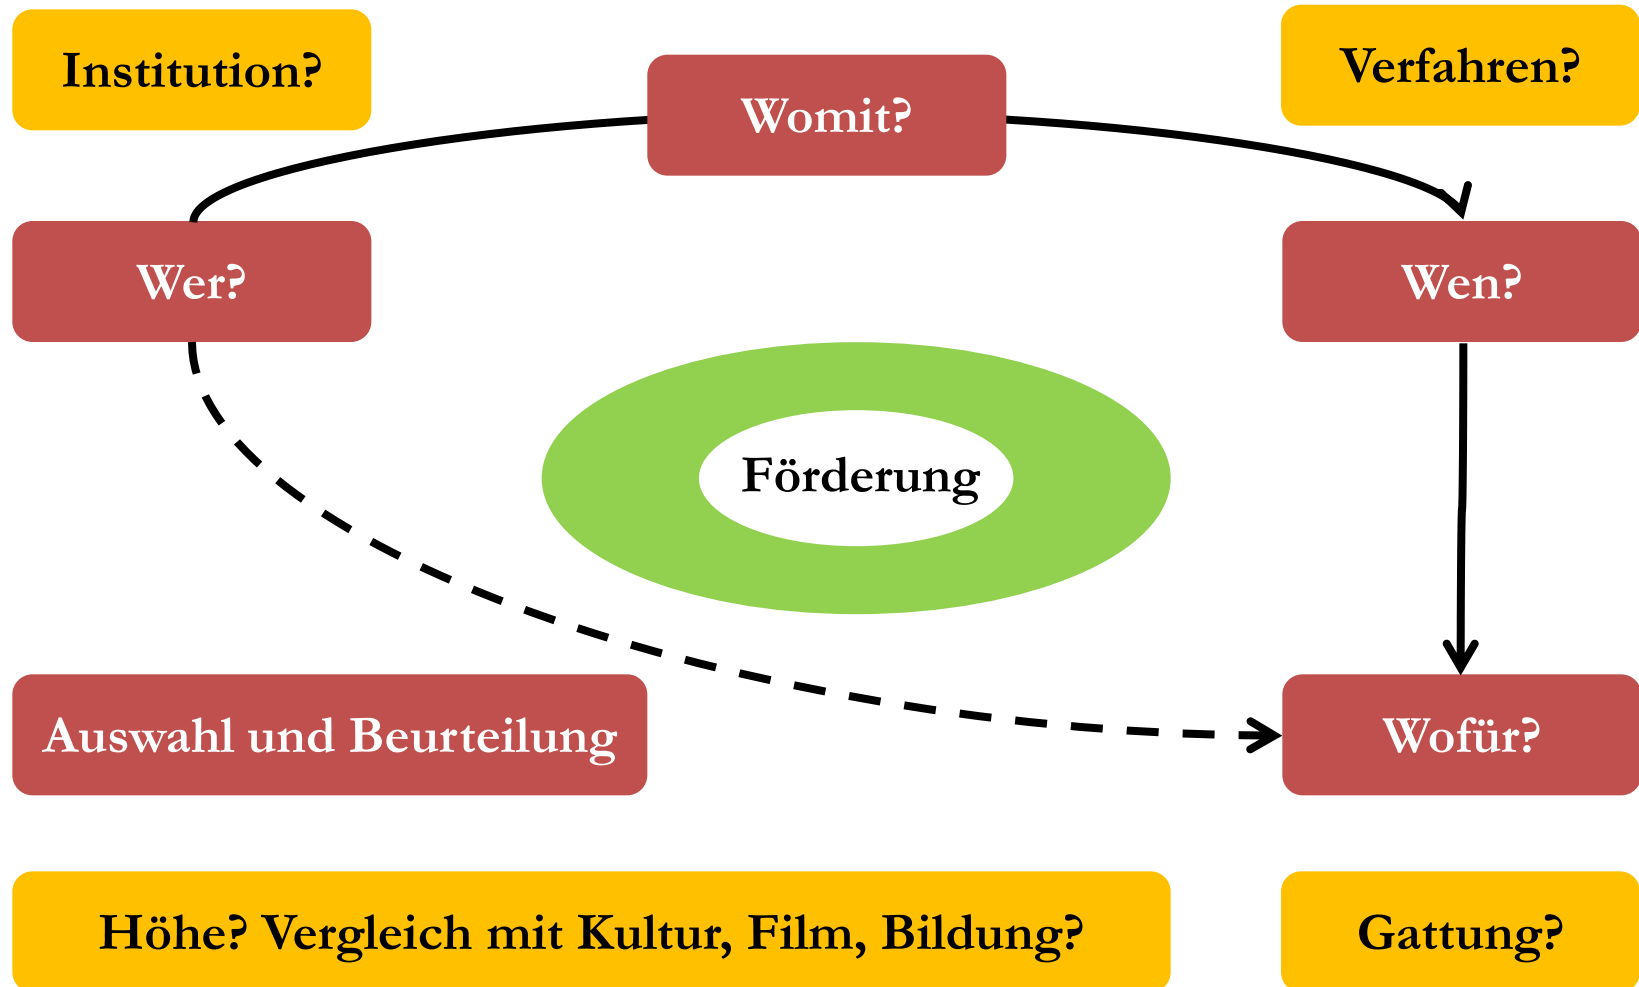 Institution?
Womit?
Verfahren?
Wer?
Wen?
Förderung
Auswahl und Beurteilung
Wofür?
Höhe? Vergleich mit Kultur, Film, Bildung?
Gattung?